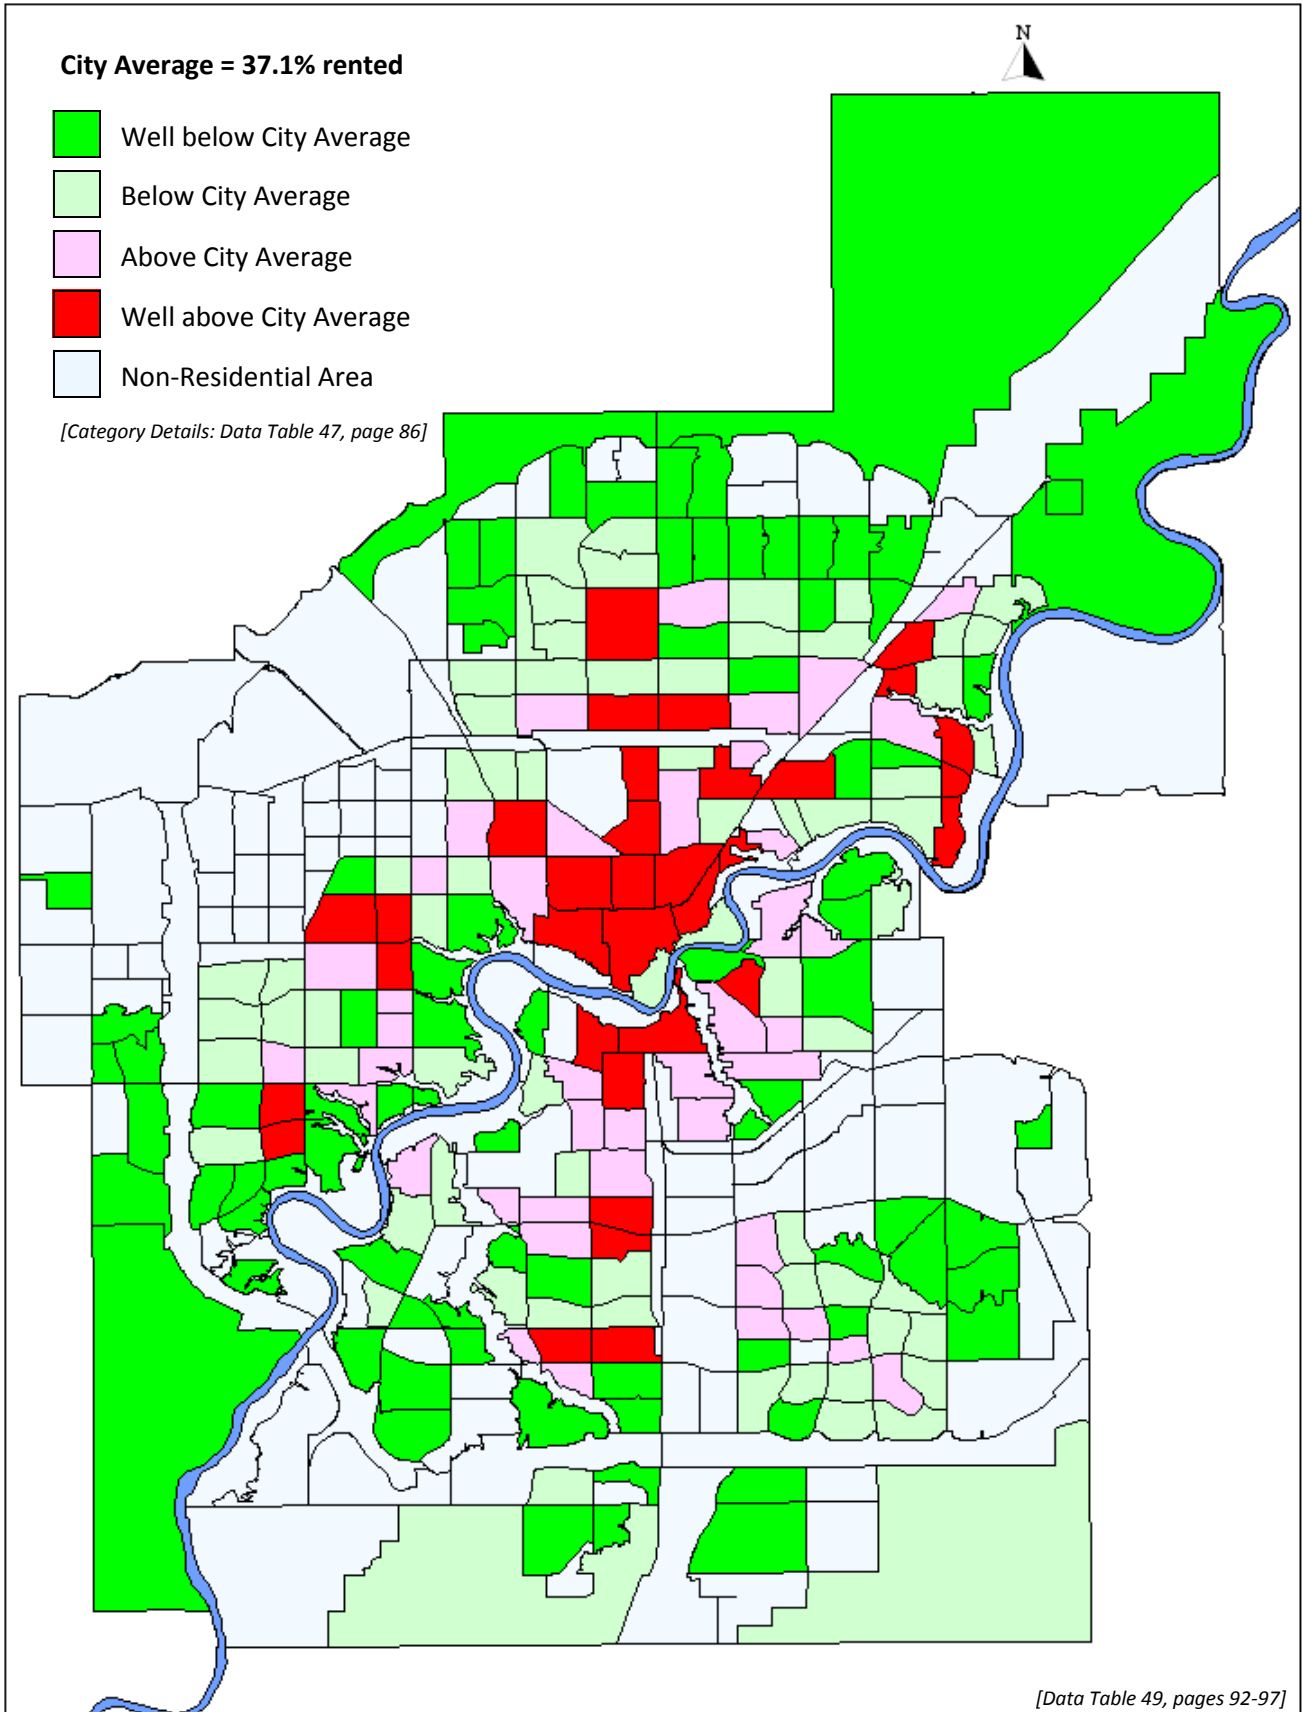 N
City Average = 37.1% rented
Well below City Average
Below City Average
Above City Average
Well above City Average
Non-Residential Area
[Category Details: Data Table 47, page 86]
[Data Table 49, pages 92-97]